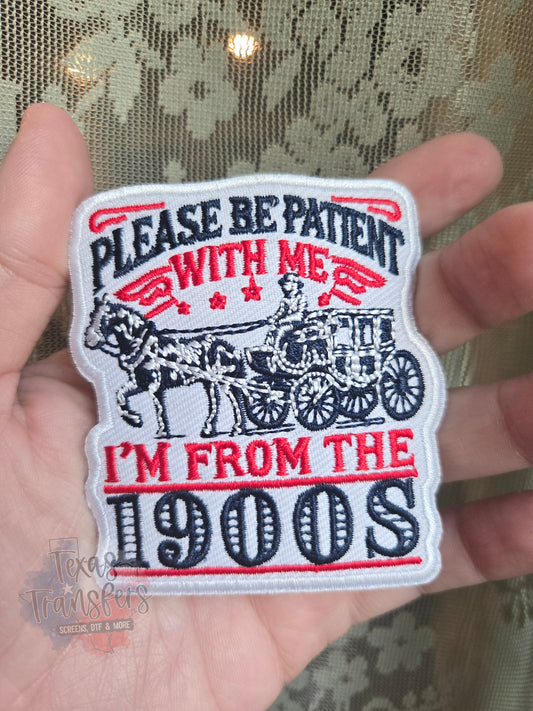 PLEASE BE PATIENT
WITH ME
I'M FROM THE
1900S
Texas
Transfers
SCREENS, DTF & MORE